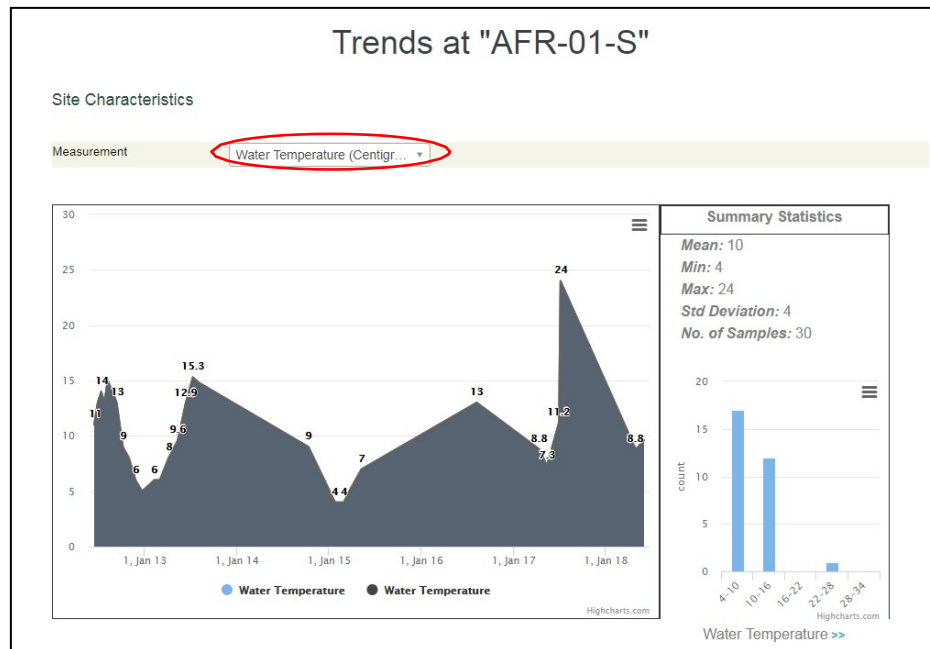 Trends at "AFR-01-S"
Site Characteristics
Measurement
Water Temperature (Centigr...
30
25
20
15
10
5
0
11
14
13
9
6
6
8
9.6
12.9
15.3
9
4 4
7
13
8.8
7.3
11.2
24
8.8
1, Jan 13
1, Jan 14
1, Jan 15
1, Jan 16
1, Jan 17
1, Jan 18
Water Temperature
Water Temperature
Highcharts.com
Summary Statistics
Mean: 10
Min: 4
Max: 24
Std Deviation: 4
No. of Samples: 30
20
15
10
5
0
count
4-10
10-16
16-22
22-28
28-34
Highcharts.com
Water Temperature >>